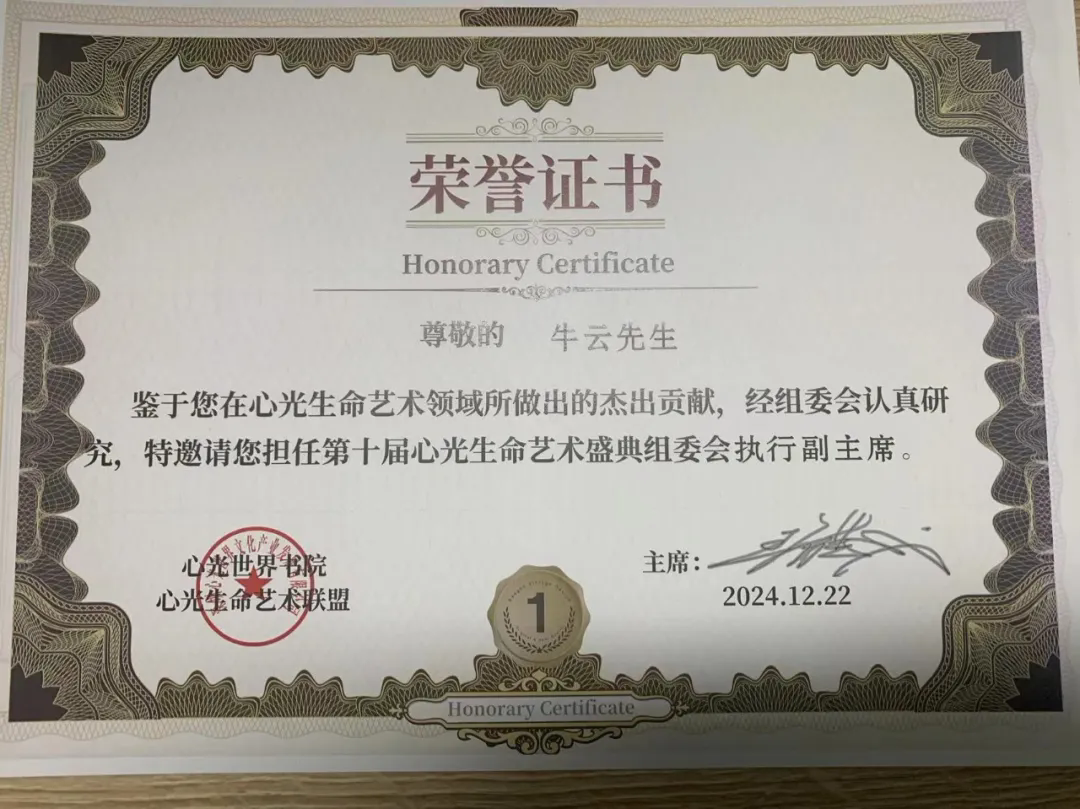 荣誉证书
Honorary Certificate
尊敬的 牛云先生
鉴于您在心光生命艺术领域所做出的杰出贡献，经组委会认真研
究，特邀请您担任第十届心光生命艺术盛典组委会执行副主席。
心光世界书院
心光生命艺术联盟
主席：
2024.12.22
1
Honorary Certificate